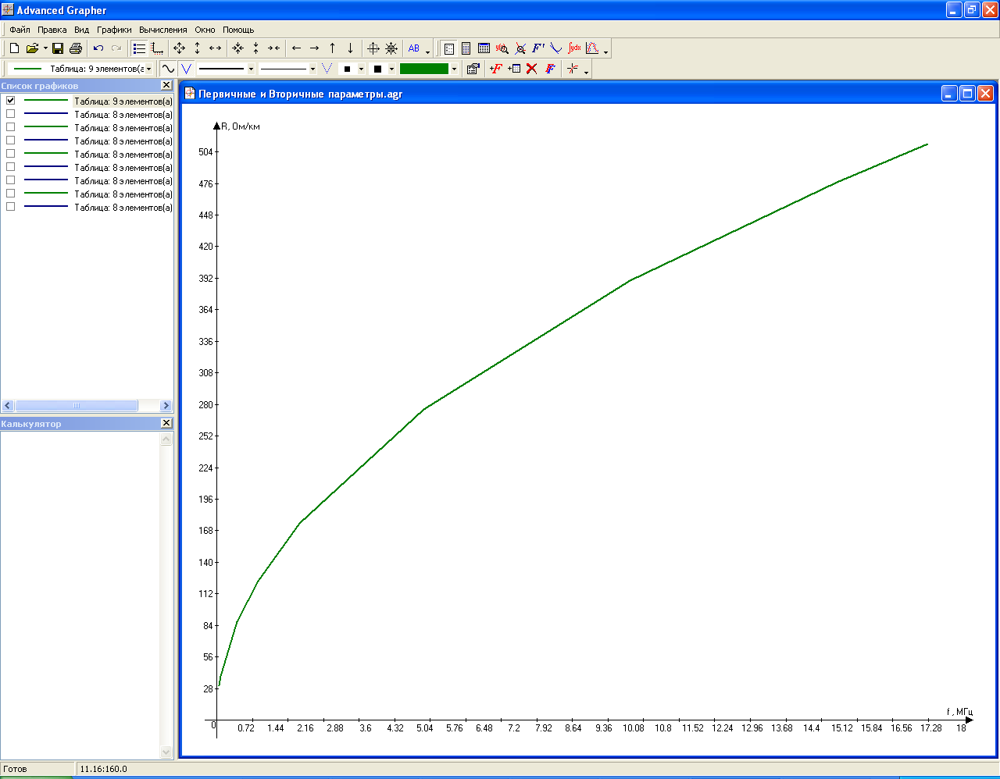 Advanced Grapher
Файл Правка Вид Графики Вычисления Окно Помощь
AB y(x) F' ∫ydx
Таблица: 9 элементов(а
+F F
Список графиков
Таблица: 9 элементов(а)
Таблица: 8 элементов(а)
Таблица: 8 элементов(а)
Таблица: 8 элементов(а)
Таблица: 8 элементов(а)
Таблица: 8 элементов(а)
Таблица: 8 элементов(а)
Таблица: 8 элементов(а)
Таблица: 8 элементов(а)
Калькулятор
Первичные и Вторичные параметры.agr
R, Ом/км
504
476
448
420
392
364
336
308
280
252
224
196
168
140
112
84
56
28
0
f , МГц
0.72 1.44 2.16 2.88 3.6 4.32 5.04 5.76 6.48 7.2 7.92 8.64 9.36 10.08 10.8 11.52 12.24 12.96 13.68 14.4 15.12 15.84 16.56 17.28 18
Готов 11.16:160.0